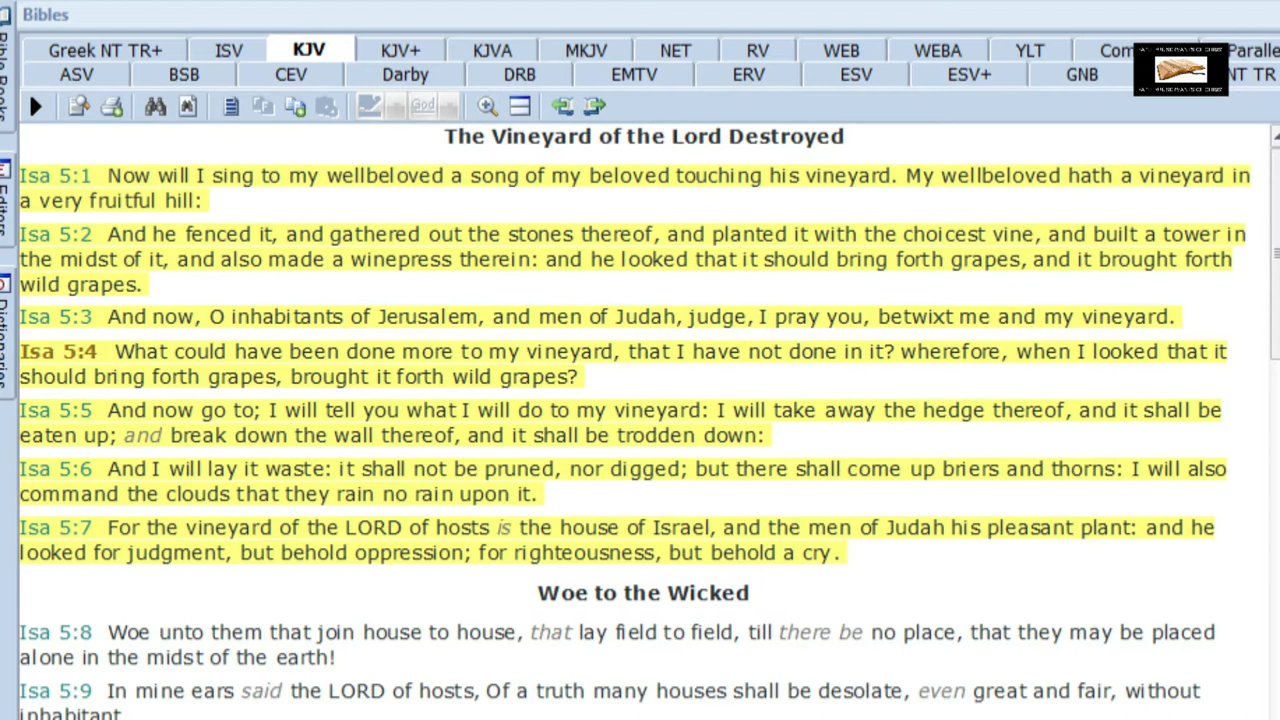 Bibles
Greek NT TR+ ISV KJV KJV+ KJVA MKJV NET RV WEB WEBA YLT Com Paralle
ASV BSB CEV Darby DRB EMTV ERV ESV ESV+ GNB NT TR
Bible Books
Editors
Dictionaries
God
The Vineyard of the Lord Destroyed
Isa 5:1 Now will I sing to my wellbeloved a song of my beloved touching his vineyard. My wellbeloved hath a vineyard in
a very fruitful hill:
Isa 5:2 And he fenced it, and gathered out the stones thereof, and planted it with the choicest vine, and built a tower in
the midst of it, and also made a winepress therein: and he looked that it should bring forth grapes, and it brought forth
wild grapes.
Isa 5:3 And now, O inhabitants of Jerusalem, and men of Judah, judge, I pray you, betwixt me and my vineyard.
Isa 5:4 What could have been done more to my vineyard, that I have not done in it? wherefore, when I looked that it
should bring forth grapes, brought it forth wild grapes?
Isa 5:5 And now go to; I will tell you what I will do to my vineyard: I will take away the hedge thereof, and it shall be
eaten up; and break down the wall thereof, and it shall be trodden down:
Isa 5:6 And I will lay it waste: it shall not be pruned, nor digged; but there shall come up briers and thorns: I will also
command the clouds that they rain no rain upon it.
Isa 5:7 For the vineyard of the LORD of hosts is the house of Israel, and the men of Judah his pleasant plant: and he
looked for judgment, but behold oppression; for righteousness, but behold a cry.
Woe to the Wicked
Isa 5:8 Woe unto them that join house to house, that lay field to field, till there be no place, that they may be placed
alone in the midst of the earth!
Isa 5:9 In mine ears said the LORD of hosts, Of a truth many houses shall be desolate, even great and fair, without
inhabitant